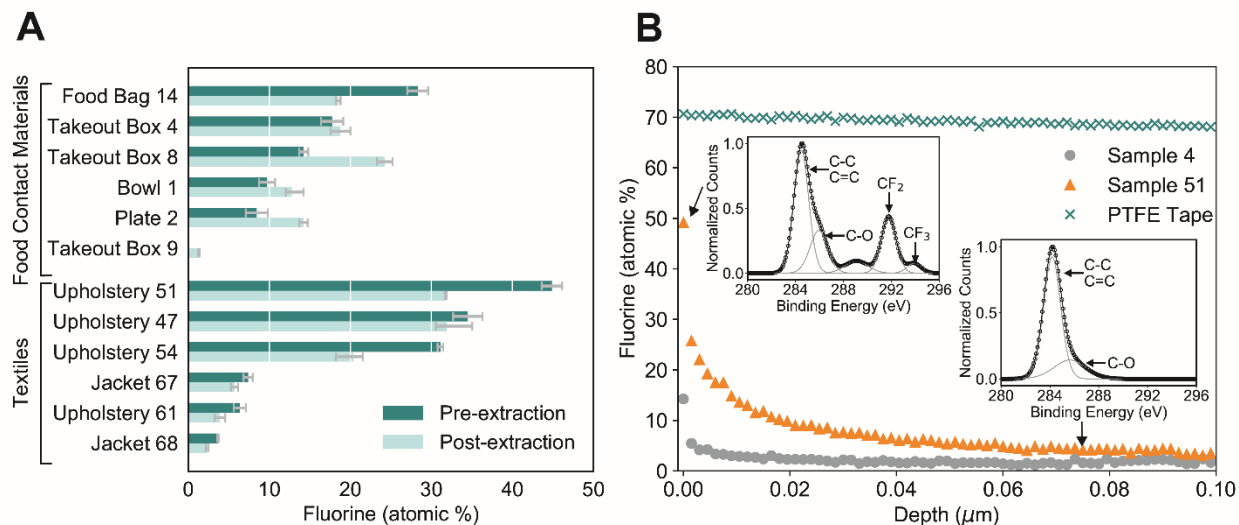 A
Food Contact Materials
Food Bag 14
Takeout Box 4
Takeout Box 8
Bowl 1
Plate 2
Takeout Box 9
Textiles
Upholstery 51
Upholstery 47
Upholstery 54
Jacket 67
Upholstery 61
Jacket 68
Pre-extraction
Post-extraction
0 10 20 30 40 50
Fluorine (atomic %)
B
Fluorine (atomic %)
80
70
60
50
40
30
20
10
0
0.00 0.02 0.04 0.06 0.08 0.10
Depth (μm)
Sample 4
Sample 51
PTFE Tape
Normalized Counts
1.0
0.5
0.0
C-C
C=C
C-O
CF2
CF3
280 284 288 292 296
Binding Energy (eV)
Normalized Counts
1.0
0.5
0.0
C-C
C=C
C-O
280 284 288 292 296
Binding Energy (eV)